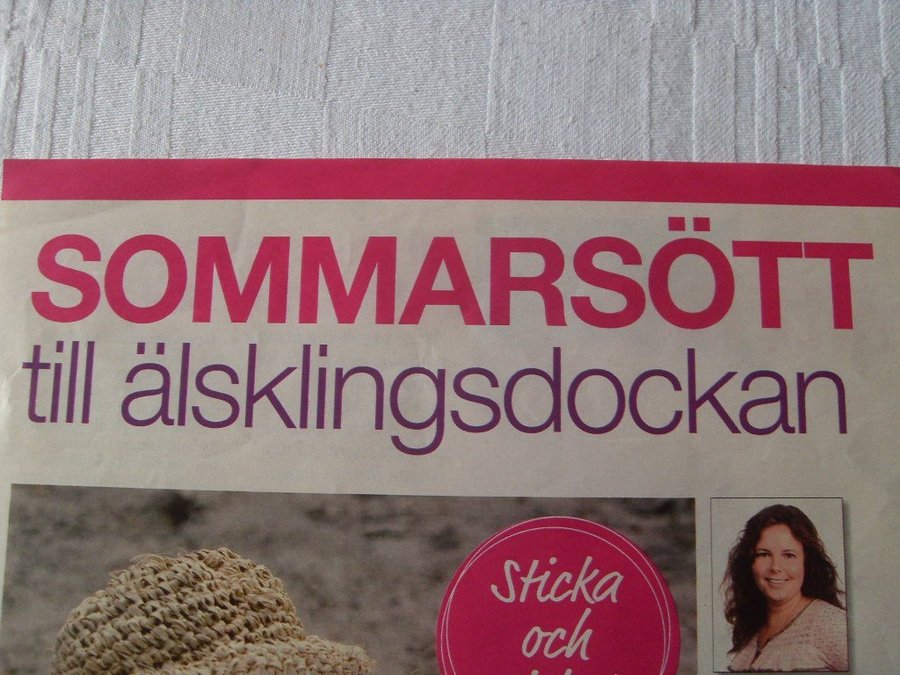 SOMMARSÖTT
till älsklingsdockan
Sticka
och